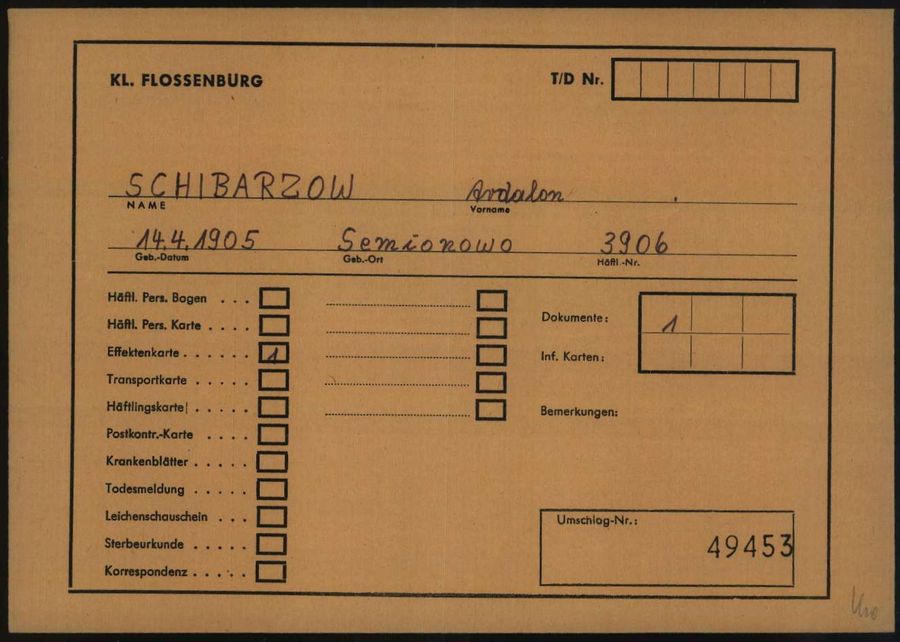 KL. FLOSSENBÜRG T/D Nr.
SCHIBARZOW Avdalon
NAME Vorname
14.4.1905 Semionowo 3906
Geb.-Datum Geb.-Ort Häftl.-Nr.
Häftl. Pers. Bogen . . .
Häftl. Pers. Karte . . . .
Effektenkarte . . . . . . 1
Transportkarte . . . . .
Häftlingskarte . . . . .
Postkontr.-Karte . . . .
Krankenblätter . . . . .
Todesmeldung . . . . .
Leichenschauschein . . .
Sterbeurkunde . . . . .
Korrespondenz . . . . .
Dokumente: 1
Inf. Karten:
Bemerkungen:
Umschlag-Nr.:
49453